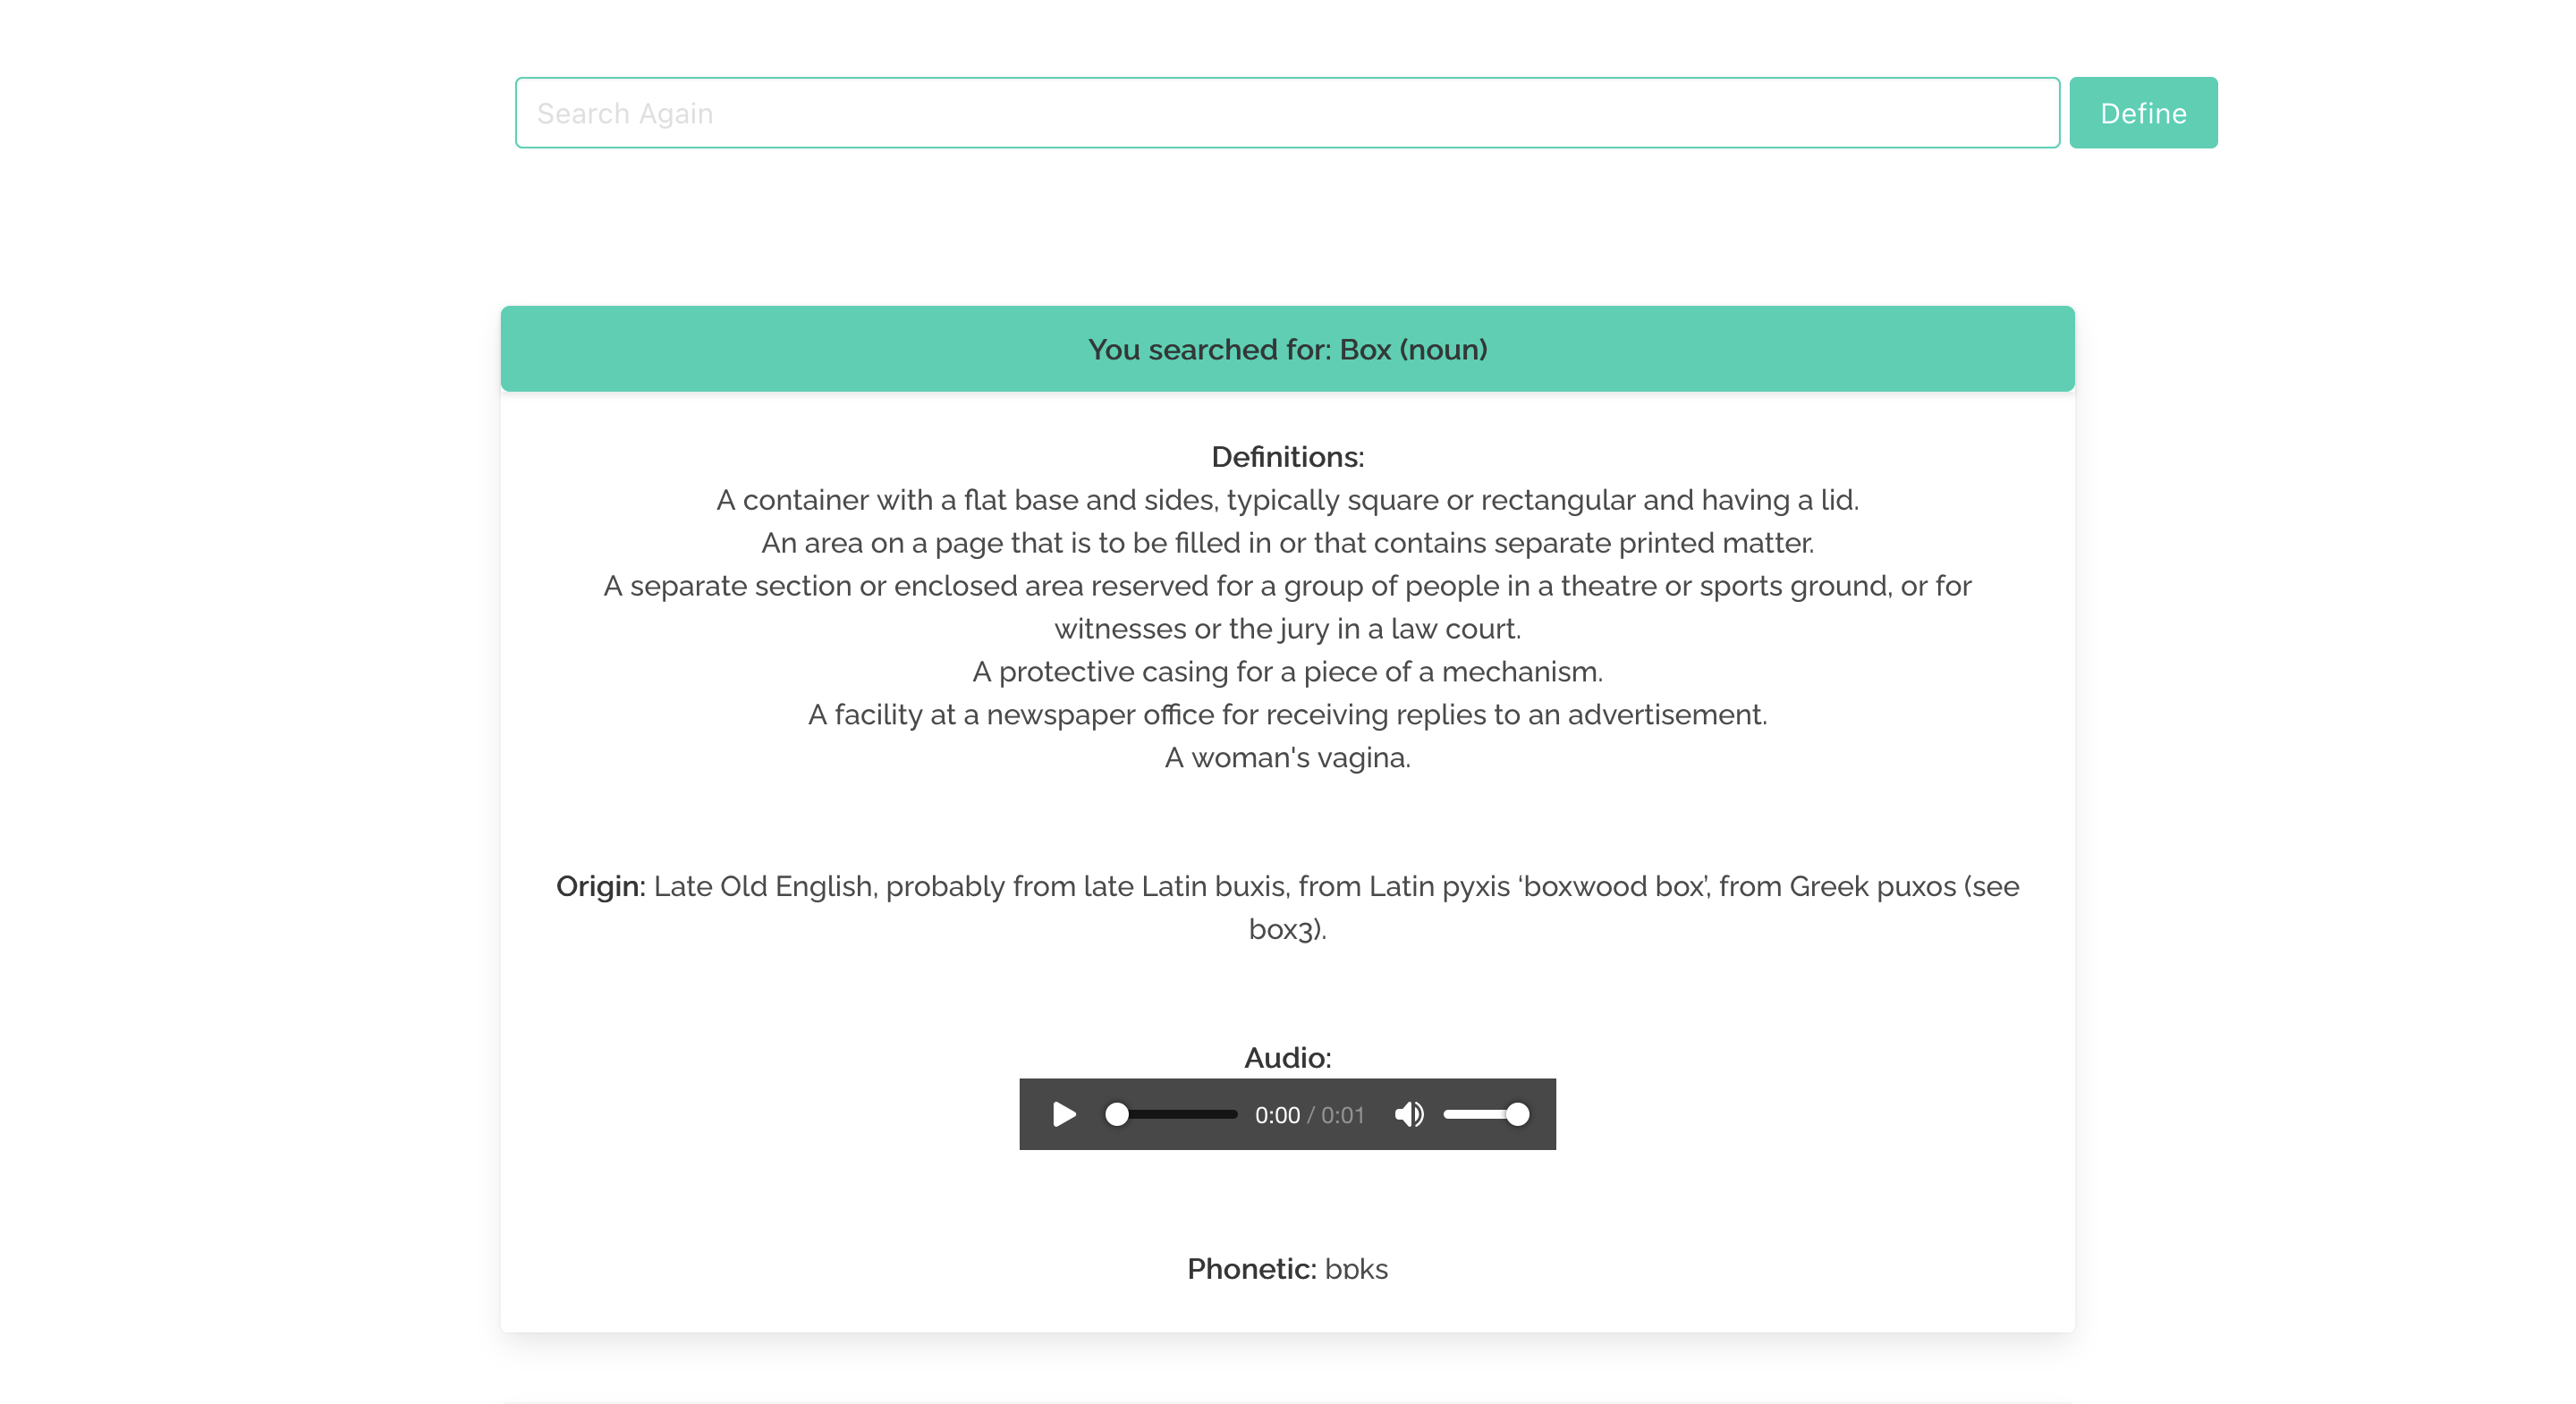 Search Again
Define
You searched for: Box (noun)
Definitions:
A container with a flat base and sides, typically square or rectangular and having a lid.
An area on a page that is to be filled in or that contains separate printed matter.
A separate section or enclosed area reserved for a group of people in a theatre or sports ground, or for
witnesses or the jury in a law court.
A protective casing for a piece of a mechanism.
A facility at a newspaper office for receiving replies to an advertisement.
A woman's vagina.
Origin: Late Old English, probably from late Latin buxis, from Latin pyxis ‘boxwood box’, from Greek puxos (see
box3).
Audio:
0:00 / 0:01
Phonetic: bɒks